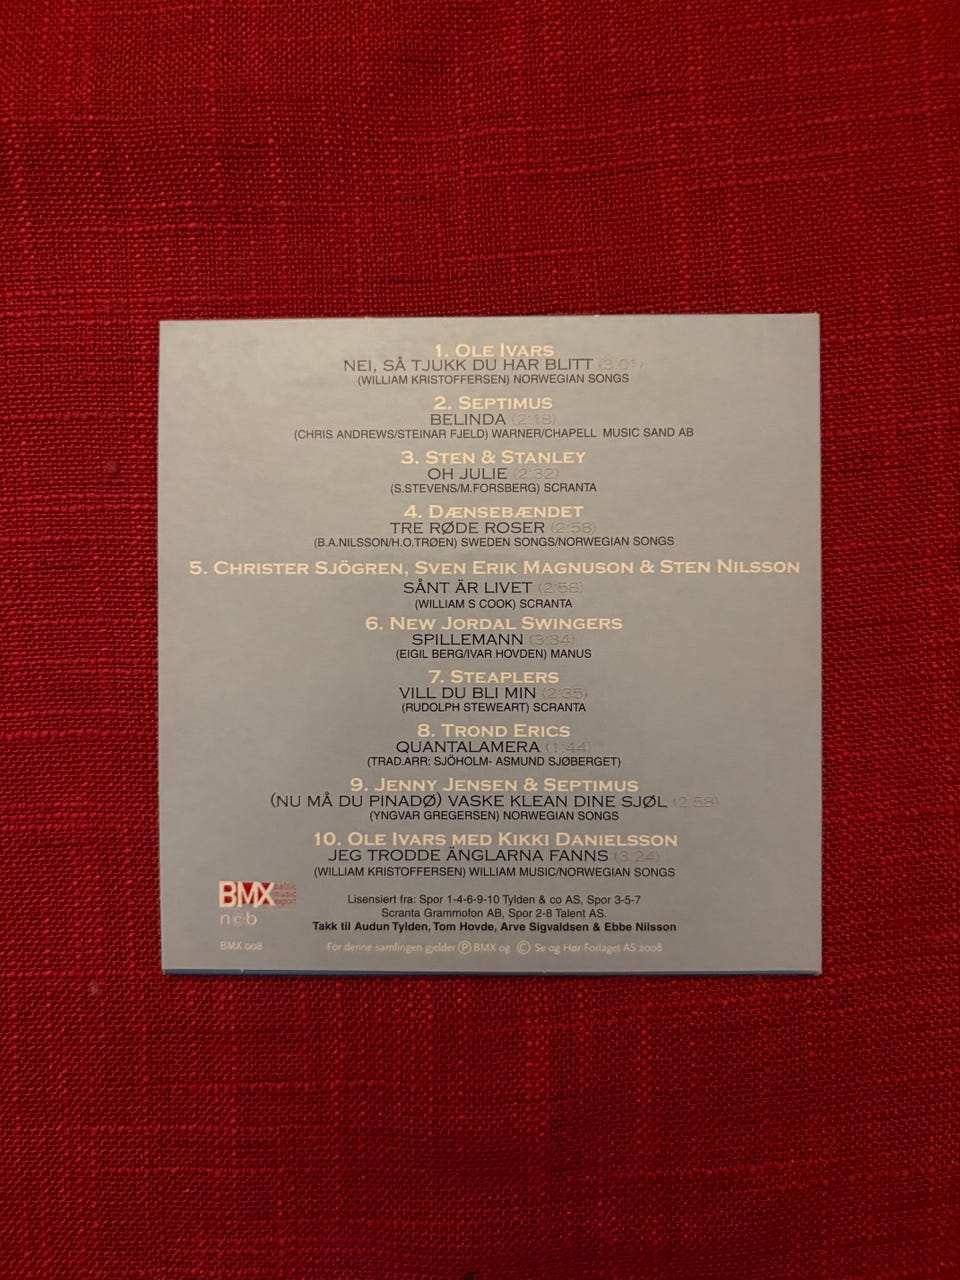 1. Ole Ivars
NEI, SÅ TJUKK DU HAR BLITT (3:01)
(WILLIAM KRISTOFFERSEN) NORWEGIAN SONGS
2. Septimus
BELINDA (2:18)
(CHRIS ANDREWS/STEINAR FJELD) WARNER/CHAPELL MUSIC SAND AB
3. Sten & Stanley
OH JULIE (2:32)
(S.STEVENS/M.FORSBERG) SCRANTA
4. Dænsebændet
TRE RØDE ROSER (2:58)
(B.A.NILSSON/H.O.TRØEN) SWEDEN SONGS/NORWEGIAN SONGS
5. Christer Sjögren, Sven Erik Magnuson & Sten Nilsson
SÅNT ÄR LIVET (2:58)
(WILLIAM S COOK) SCRANTA
6. New Jordal Swingers
SPILLEMANN (3:34)
(EIGIL BERG/IVAR HOVDEN) MANUS
7. Steaplers
VILL DU BLI MIN (2:35)
(RUDOLPH STEWEART) SCRANTA
8. Trond Erics
QUANTALAMERA (1:44)
(TRAD.ARR: SJÖHOLM- ASMUND SJØBERGET)
9. Jenny Jensen & Septimus
(NU MÅ DU PINADØ) VASKE KLEAN DINE SJØL (2:58)
(YNGVAR GREGERSEN) NORWEGIAN SONGS
10. Ole Ivars med Kikki Danielsson
JEG TRODDE ÄNGLARNA FANNS (3:24)
(WILLIAM KRISTOFFERSEN) WILLIAM MUSIC/NORWEGIAN SONGS
BMX baltic music export
ncb
Lisensiert fra: Spor 1-4-6-9-10 Tylden & co AS, Spor 3-5-7
Scranta Grammofon AB, Spor 2-8 Talent AS.
Takk til Audun Tylden, Tom Hovde, Arve Sigvaldsen & Ebbe Nilsson
BMX 008 For denne samlingen gjelder Ⓟ BMX og © Se og Hør Forlaget AS 2008